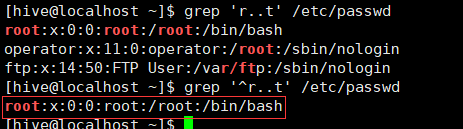 [hive@localhost ~]$ grep 'r..t' /etc/passwd
root:x:0:0:root:/root:/bin/bash
operator:x:11:0:operator:/root:/sbin/nologin
ftp:x:14:50:FTP User:/var/ftp:/sbin/nologin
[hive@localhost ~]$ grep '^r..t' /etc/passwd
root:x:0:0:root:/root:/bin/bash
[hive@localhost ~]$